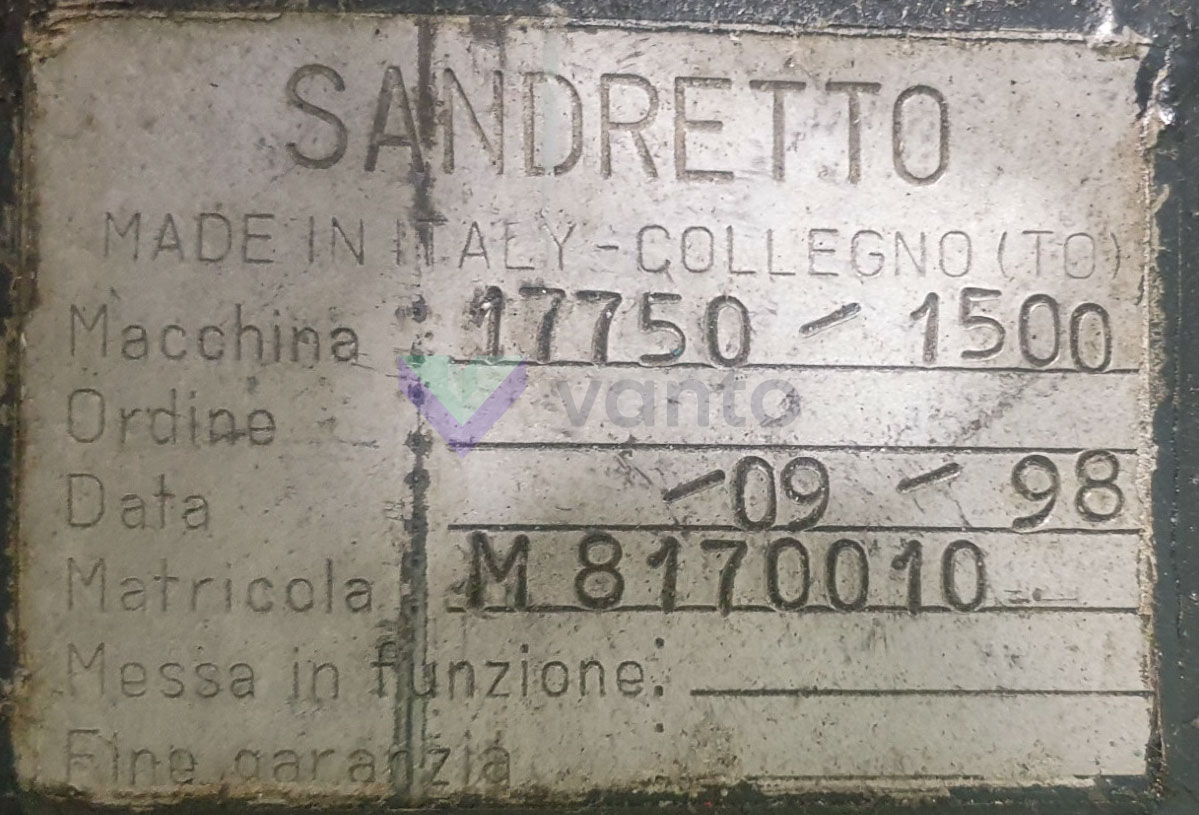 SANDRETTO
MADE IN ITALY - COLLEGNO (TO)
Macchina : 17750 - 1500
vanto
Ordine
Data - 09 - 98
Matricola : M 8170010
Messa in funzione:
Fine garanzia